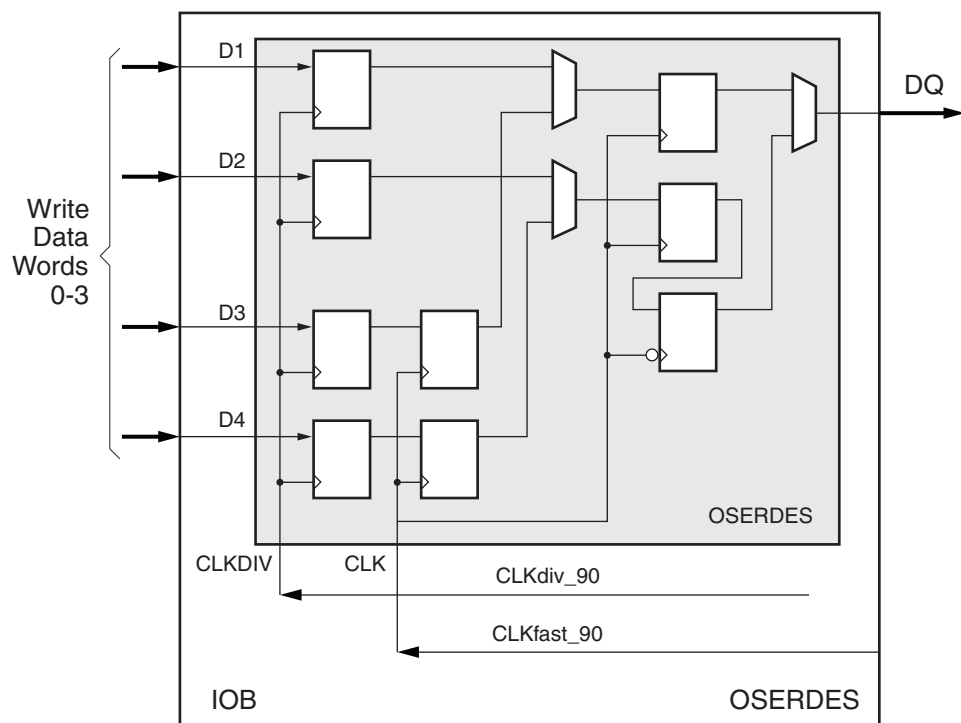 D1
DQ
D2
Write
Data
Words
0-3
D3
D4
OSERDES
CLKDIV
CLK
CLKdiv_90
CLKfast_90
IOB
OSERDES